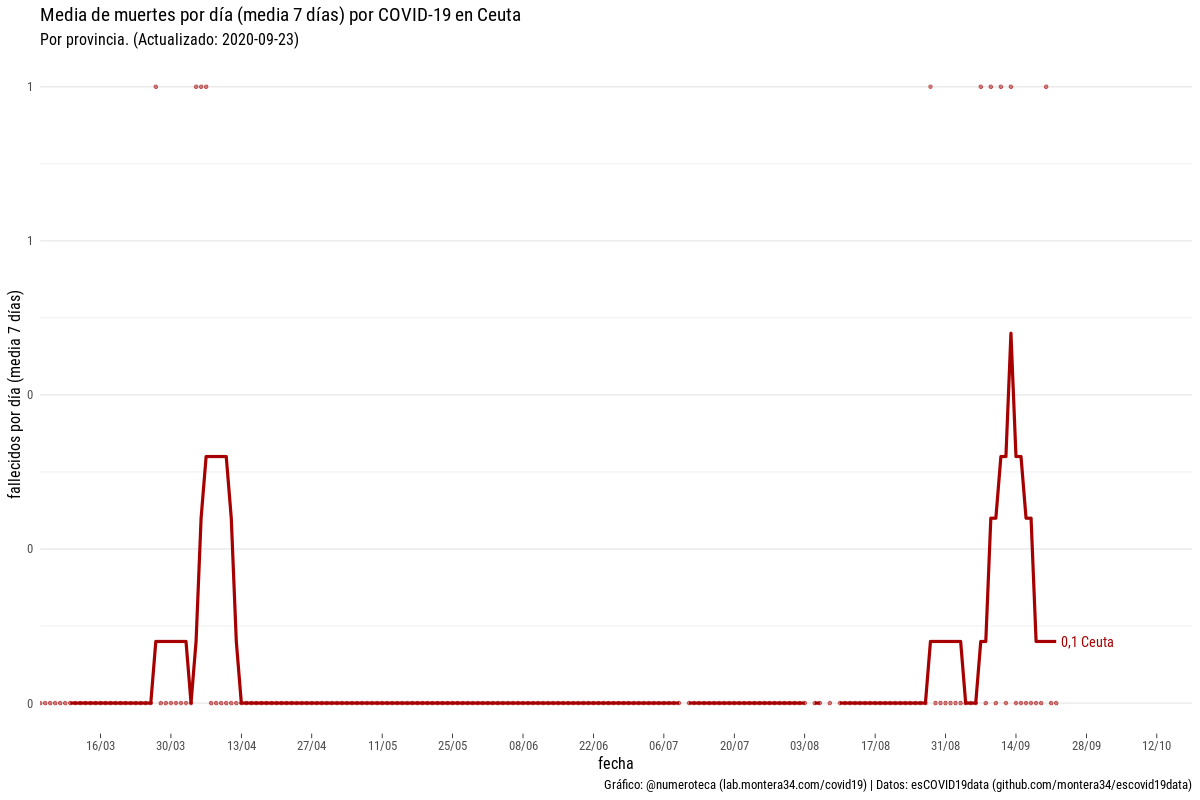 Media de muertes por día (media 7 días) por COVID-19 en Ceuta
Por provincia. (Actualizado: 2020-09-23)
1
1
0
0
0
fallecidos por día (media 7 días)
0,1 Ceuta
16/03 30/03 13/04 27/04 11/05 25/05 08/06 22/06 06/07 20/07 03/08 17/08 31/08 14/09 28/09 12/10
fecha
Gráfico: @numeroteca (lab.montera34.com/covid19) | Datos: esCOVID19data (github.com/montera34/escovid19data)